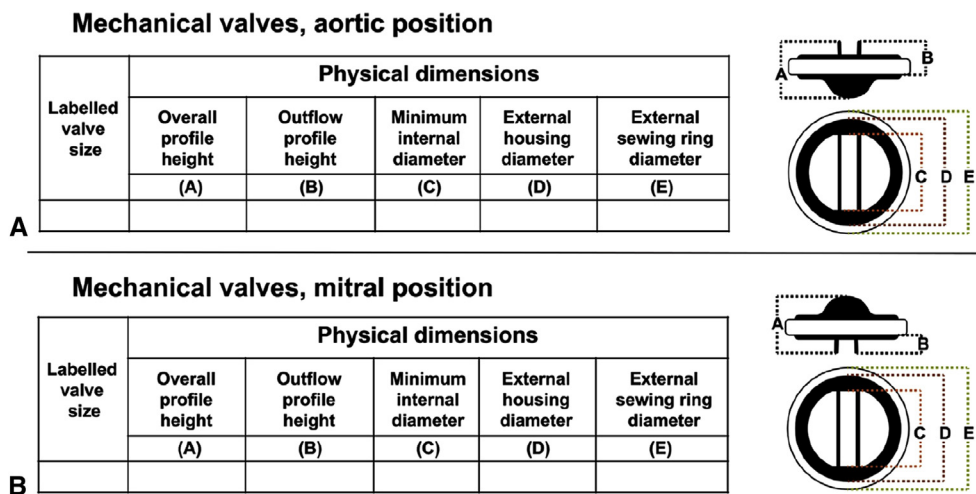 Mechanical valves, aortic position
Labelled valve size
Physical dimensions
Overall profile height
Outflow profile height
Minimum internal diameter
External housing diameter
External sewing ring diameter
(A) (B) (C) (D) (E)
A
A
B
C D E
Mechanical valves, mitral position
Labelled valve size
Physical dimensions
Overall profile height
Outflow profile height
Minimum internal diameter
External housing diameter
External sewing ring diameter
(A) (B) (C) (D) (E)
B
A
B
C D E